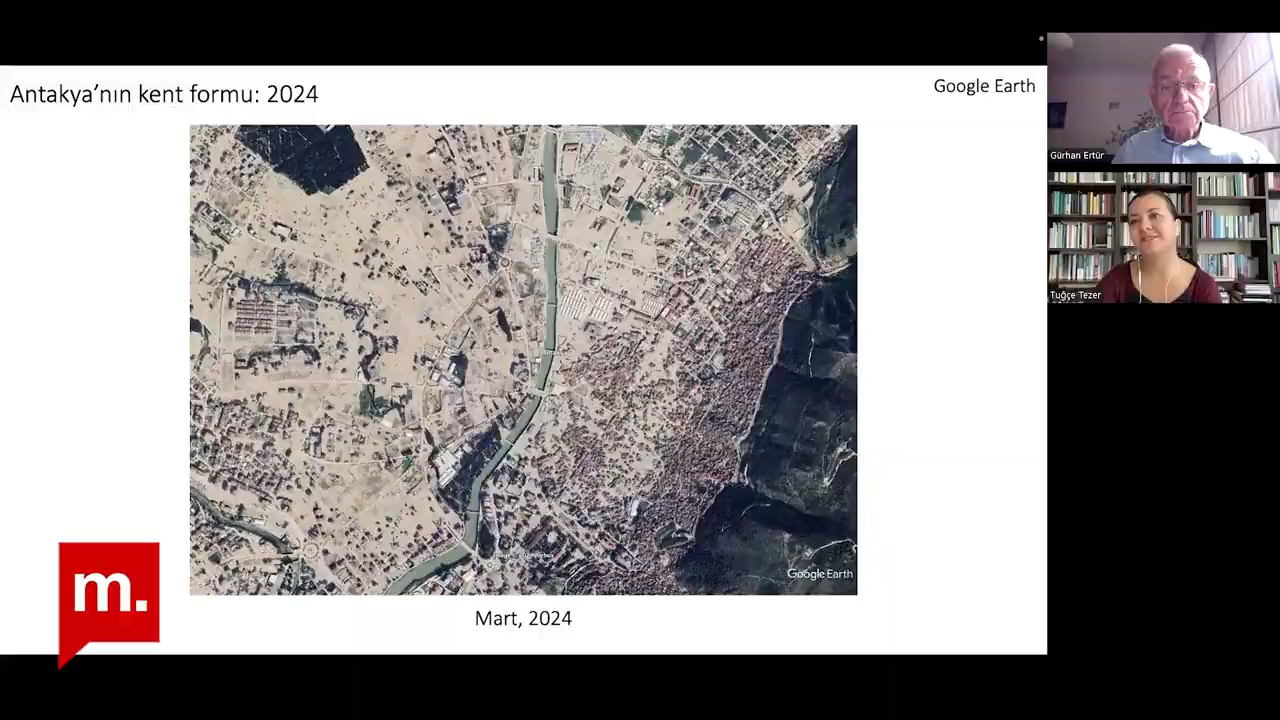 Antakya’nın kent formu: 2024
Google Earth
Gürhan Ertür
Tuğçe Tezer
Google Earth
m.
Mart, 2024